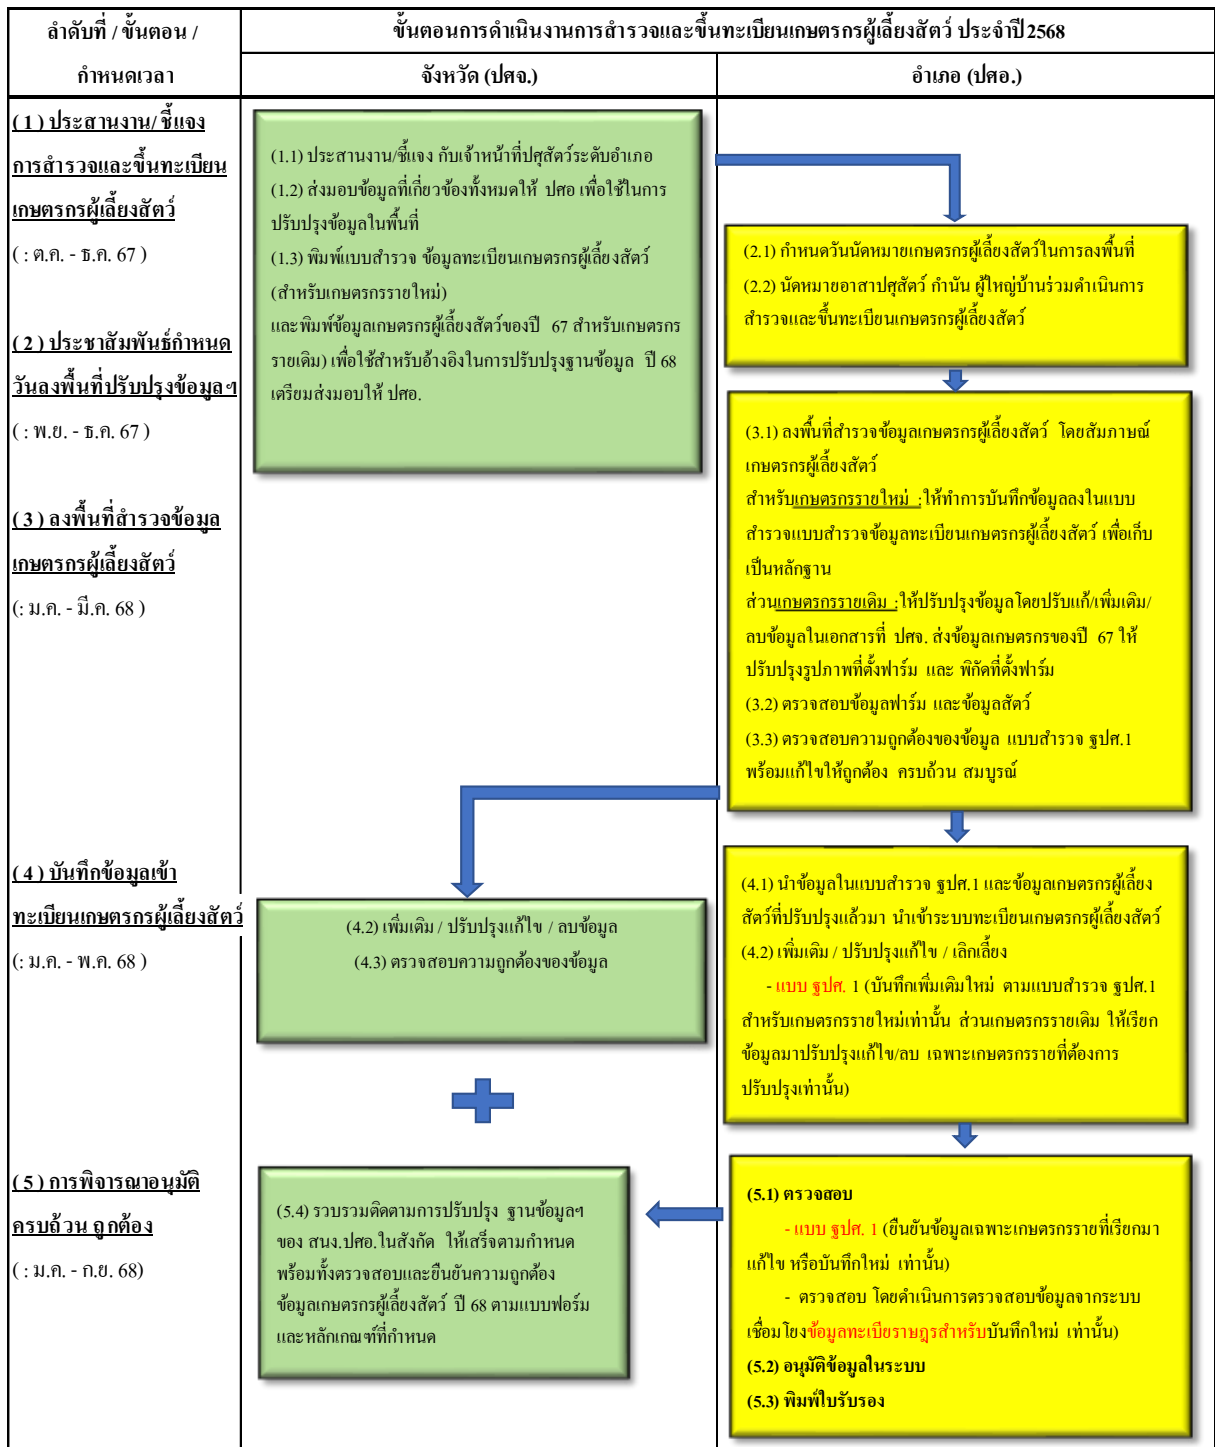 ลำดับที่ / ขั้นตอน /
กำหนดเวลา
ขั้นตอนการดำเนินงานการสำรวจและขึ้นทะเบียนเกษตรกรผู้เลี้ยงสัตว์ ประจำปี 2568
จังหวัด (ปศจ.)
อำเภอ (ปศอ.)
( 1 ) ประสานงาน/ ชี้แจง
การสำรวจและขึ้นทะเบียน
เกษตรกรผู้เลี้ยงสัตว์
( : ต.ค. - ธ.ค. 67 )
( 2 ) ประชาสัมพันธ์กำหนด
วันลงพื้นที่ปรับปรุงข้อมูลฯ
( : พ.ย. - ธ.ค. 67 )
( 3 ) ลงพื้นที่สำรวจข้อมูล
เกษตรกรผู้เลี้ยงสัตว์
(: ม.ค. - มี.ค. 68 )
( 4 ) บันทึกข้อมูลเข้า
ทะเบียนเกษตรกรผู้เลี้ยงสัตว์
(: ม.ค. - พ.ค. 68 )
( 5 ) การพิจารณาอนุมัติ
ครบถ้วน ถูกต้อง
( : ม.ค. - ก.ย. 68)
(1.1) ประสานงาน/ชี้แจง กับเจ้าหน้าที่ปศุสัตว์ระดับอำเภอ
(1.2) ส่งมอบข้อมูลที่เกี่ยวข้องทั้งหมดให้ ปศอ เพื่อใช้ในการ
ปรับปรุงข้อมูลในพื้นที่
(1.3) พิมพ์แบบสำรวจ ข้อมูลทะเบียนเกษตรกรผู้เลี้ยงสัตว์
(สำหรับเกษตรกรรายใหม่)
และพิมพ์ข้อมูลเกษตรกรผู้เลี้ยงสัตว์ของปี 67 สำหรับเกษตรกร
รายเดิม) เพื่อใช้สำหรับอ้างอิงในการปรับปรุงฐานข้อมูล ปี 68
เตรียมส่งมอบให้ ปศอ.
(2.1) กำหนดวันนัดหมายเกษตรกรผู้เลี้ยงสัตว์ในการลงพื้นที่
(2.2) นัดหมายอาสาปศุสัตว์ กำนัน ผู้ใหญ่บ้านร่วมดำเนินการ
สำรวจและขึ้นทะเบียนเกษตรกรผู้เลี้ยงสัตว์
(3.1) ลงพื้นที่สำรวจข้อมูลเกษตรกรผู้เลี้ยงสัตว์ โดยสัมภาษณ์
เกษตรกรผู้เลี้ยงสัตว์
สำหรับเกษตรกรรายใหม่ :ให้ทำการบันทึกข้อมูลลงในแบบ
สำรวจแบบสำรวจข้อมูลทะเบียนเกษตรกรผู้เลี้ยงสัตว์ เพื่อเก็บ
เป็นหลักฐาน
ส่วนเกษตรกรรายเดิม :ให้ปรับปรุงข้อมูลโดยปรับแก้/เพิ่มเติม/
ลบข้อมูลในเอกสารที่ ปศจ. ส่งข้อมูลเกษตรกรของปี 67 ให้
ปรับปรุงรูปภาพที่ตั้งฟาร์ม และ พิกัดที่ตั้งฟาร์ม
(3.2) ตรวจสอบข้อมูลฟาร์ม และข้อมูลสัตว์
(3.3) ตรวจสอบความถูกต้องของข้อมูล แบบสำรวจ ฐปศ.1
พร้อมแก้ไขให้ถูกต้อง ครบถ้วน สมบูรณ์
(4.2) เพิ่มเติม / ปรับปรุงแก้ไข / ลบข้อมูล
(4.3) ตรวจสอบความถูกต้องของข้อมูล
(4.1) นำข้อมูลในแบบสำรวจ ฐปศ.1 และข้อมูลเกษตรกรผู้เลี้ยง
สัตว์ที่ปรับปรุงแล้วมา นำเข้าระบบทะเบียนเกษตรกรผู้เลี้ยงสัตว์
(4.2) เพิ่มเติม / ปรับปรุงแก้ไข / เลิกเลี้ยง
- แบบ ฐปศ. 1 (บันทึกเพิ่มเติมใหม่ ตามแบบสำรวจ ฐปศ.1
สำหรับเกษตรกรรายใหม่เท่านั้น ส่วนเกษตรกรรายเดิม ให้เรียก
ข้อมูลมาปรับปรุงแก้ไข/ลบ เฉพาะเกษตรกรรายที่ต้องการ
ปรับปรุงเท่านั้น)
(5.4) รวบรวมติดตามการปรับปรุง ฐานข้อมูลฯ
ของ สนง.ปศอ.ในสังกัด ให้เสร็จตามกำหนด
พร้อมทั้งตรวจสอบและยืนยันความถูกต้อง
ข้อมูลเกษตรกรผู้เลี้ยงสัตว์ ปี 68 ตามแบบฟอร์ม
และหลักเกณฑ์ที่กำหนด
(5.1) ตรวจสอบ
- แบบ ฐปศ. 1 (ยืนยันข้อมูลเฉพาะเกษตรกรรายที่เรียกมา
แก้ไข หรือบันทึกใหม่ เท่านั้น)
- ตรวจสอบ โดยดำเนินการตรวจสอบข้อมูลจากระบบ
เชื่อมโยงข้อมูลทะเบียราษฎรสำหรับบันทึกใหม่ เท่านั้น)
(5.2) อนุมัติข้อมูลในระบบ
(5.3) พิมพ์ใบรับรอง